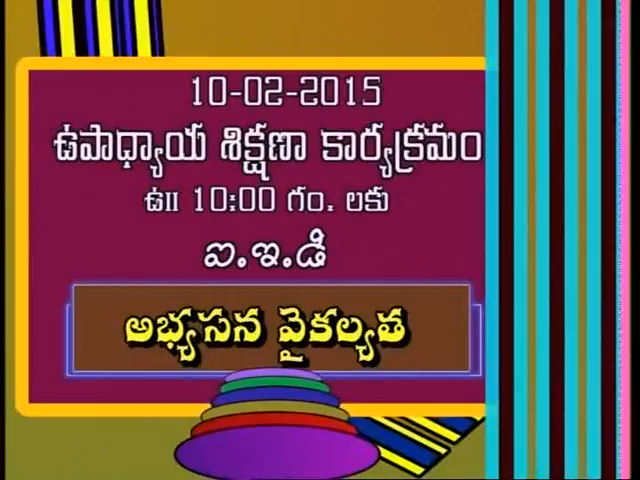 10-02-2015
ఉపాధ్యాయ శిక్షణా కార్యక్రమం
ఉ॥ 10:00 గం. లకు
ఐ.ఇ.డి
అభ్యసన వైకల్యత